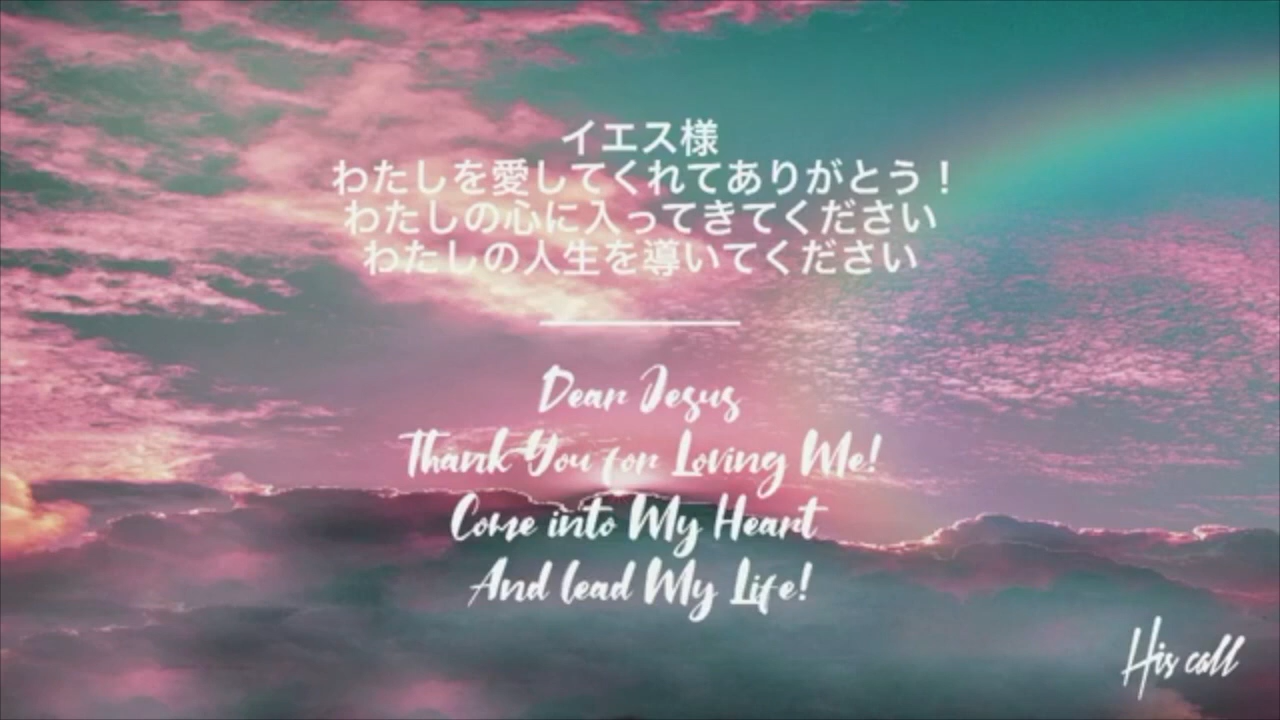 イエス様
わたしを愛してくれてありがとう！
わたしの心に入ってきてください
わたしの人生を導いてください
Dear Jesus
Thank You for Loving Me!
Come into My Heart
And lead My Life!
His call